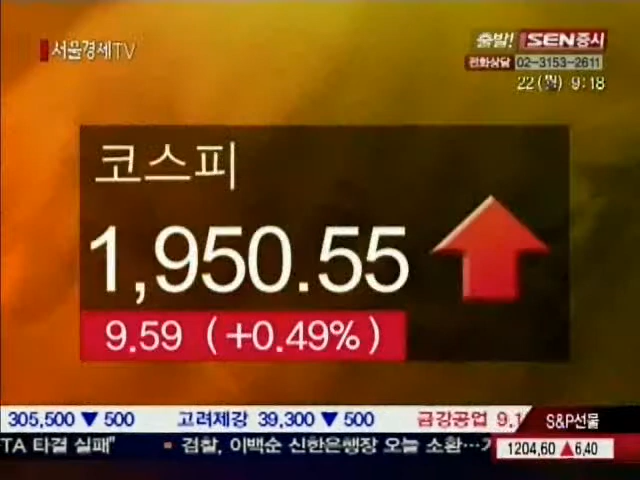 서울경제TV
출발! SEN증시
전화상담 02-3153-2611
22(월) 9:18
코스피
1,950.55
9.59 (+0.49%)
305,500▼500 고려제강 39,300▼500 금강공업 9,1
S&P선물
TA 타결 실패" 검찰, 이백순 신한은행장 오늘 소환…
1204,60▲6,40